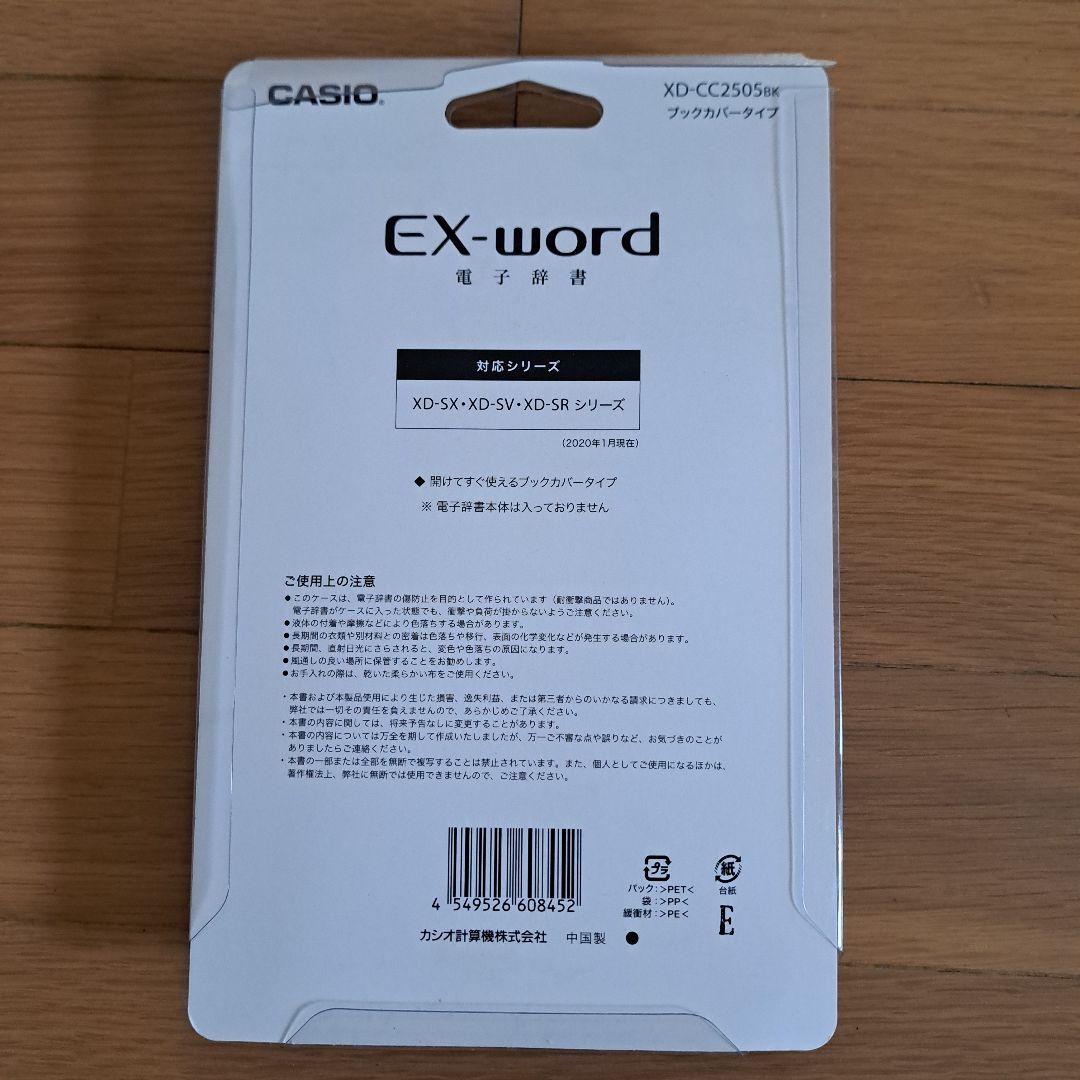 CASIO®
XD-CC2505BK
ブックカバータイプ
EX-word
電子辞書
対応シリーズ
XD-SX・XD-SV・XD-SR シリーズ
(2020年1月現在)
◆ 開けてすぐ使えるブックカバータイプ
※ 電子辞書本体は入っておりません
ご使用上の注意
●このケースは、電子辞書の傷防止を目的として作られています(耐衝撃商品ではありません)。
電子辞書がケースに入った状態でも、衝撃や負荷が掛からないようご注意ください。
●液体の付着や摩擦などにより色落ちする場合があります。
●長期間の衣類や別材料との密着は色落ちや移行、表面の化学変化などが発生する場合があります。
●長期間、直射日光にさらされると、変色や色落ちの原因になります。
●風通しの良い場所に保管することをお勧めします。
●お手入れの際は、乾いた柔らかい布をご使用ください。
・本書および本製品使用により生じた損害、逸失利益、または第三者からのいかなる請求につきましても、
弊社では一切その責任を負えませんので、あらかじめご了承ください。
・本書の内容に関しては、将来予告なしに変更することがあります。
・本書の内容については万全を期して作成いたしましたが、万一ご不審な点や誤りなど、お気づきのことが
ありましたらご連絡ください。
・本書の一部または全部を無断で複写することは禁止されています。また、個人としてご使用になるほかは、
著作権法上、弊社に無断では使用できませんので、ご注意ください。
4 549526 608452
カシオ計算機株式会社 中国製 ●
プラ
パック:>PET<
袋:>PP<
緩衝材:>PE<
紙
台紙
E